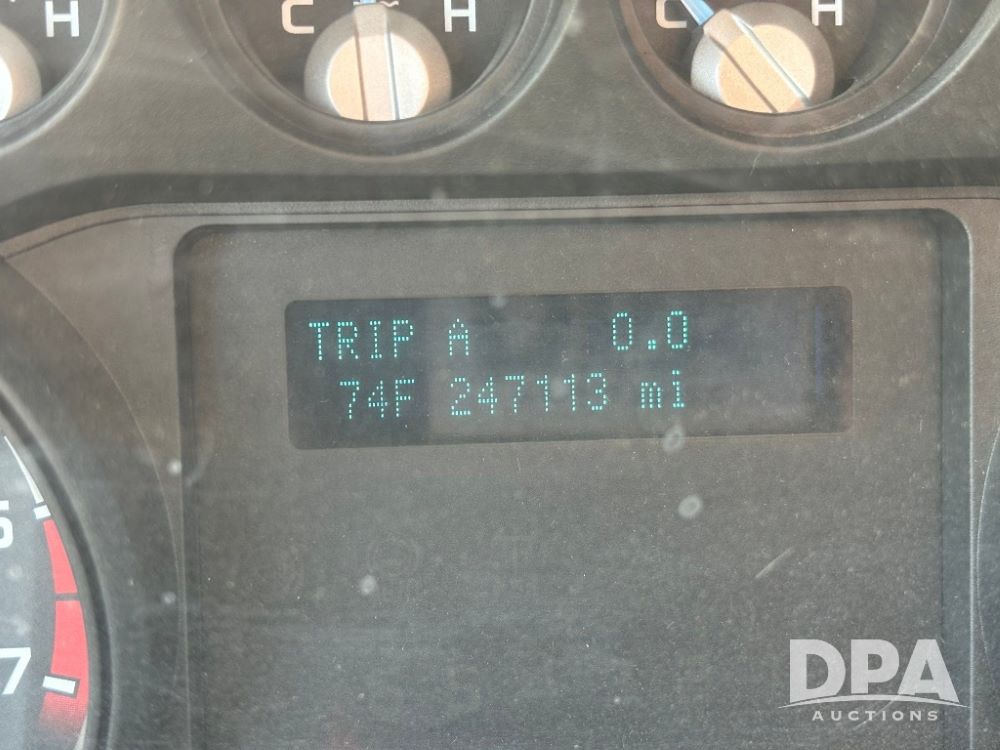 H C H C H
TRIP A 0.0
74F 247113 mi
5
7
DPA
AUCTIONS